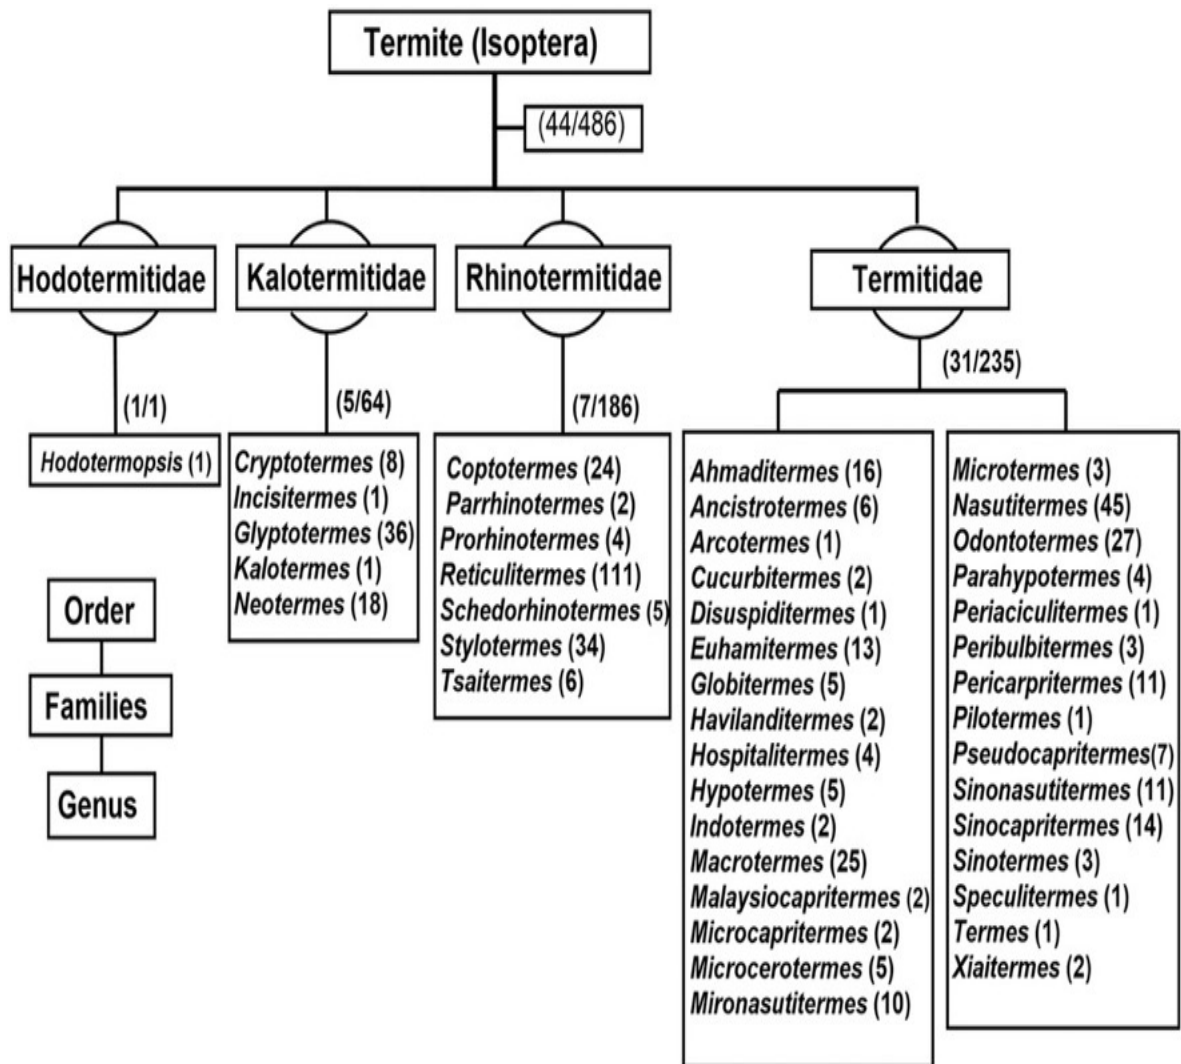 Termite (Isoptera)
(44/486)
Hodotermitidae
Kalotermitidae
Rhinotermitidae
Termitidae
(1/1)
(5/64)
(7/186)
(31/235)
Hodotermopsis (1)
Cryptotermes (8)
Incisitermes (1)
Glyptotermes (36)
Kalotermes (1)
Neotermes (18)
Coptotermes (24)
Parrhinotermes (2)
Prorhinotermes (4)
Reticulitermes (111)
Schedorhinotermes (5)
Stylotermes (34)
Tsaitermes (6)
Ahmaditermes (16)
Ancistrotermes (6)
Arcotermes (1)
Cucurbitermes (2)
Disuspiditermes (1)
Euhamitermes (13)
Globitermes (5)
Havilanditermes (2)
Hospitalitermes (4)
Hypotermes (5)
Indotermes (2)
Macrotermes (25)
Malaysiocapritermes (2)
Microcapritermes (2)
Microcerotermes (5)
Mironasutitermes (10)
Microtermes (3)
Nasutitermes (45)
Odontotermes (27)
Parahypotermes (4)
Periaciculitermes (1)
Peribulbitermes (3)
Pericarpritermes (11)
Pilotermes (1)
Pseudocapritermes(7)
Sinonasutitermes (11)
Sinocapritermes (14)
Sinotermes (3)
Speculitermes (1)
Termes (1)
Xiaitermes (2)
Order
Families
Genus